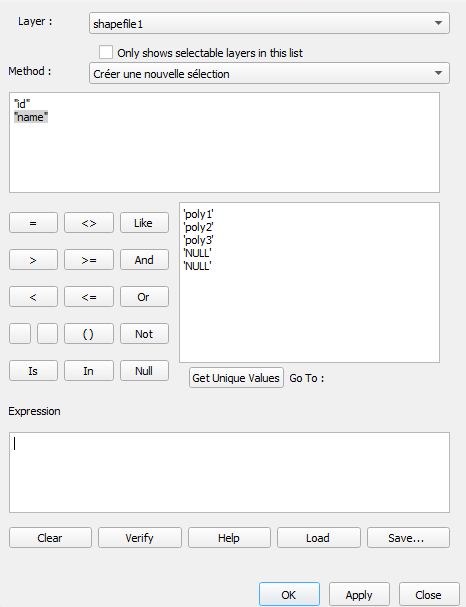 Layer :
shapefile1
Only shows selectable layers in this list
Method :
Créer une nouvelle sélection
"id"
"name"
= <> Like
> >= And
< <= Or
( ) Not
Is In Null
'poly1'
'poly2'
'poly3'
'NULL'
'NULL'
Get Unique Values Go To :
Expression
Clear Verify Help Load Save...
OK Apply Close